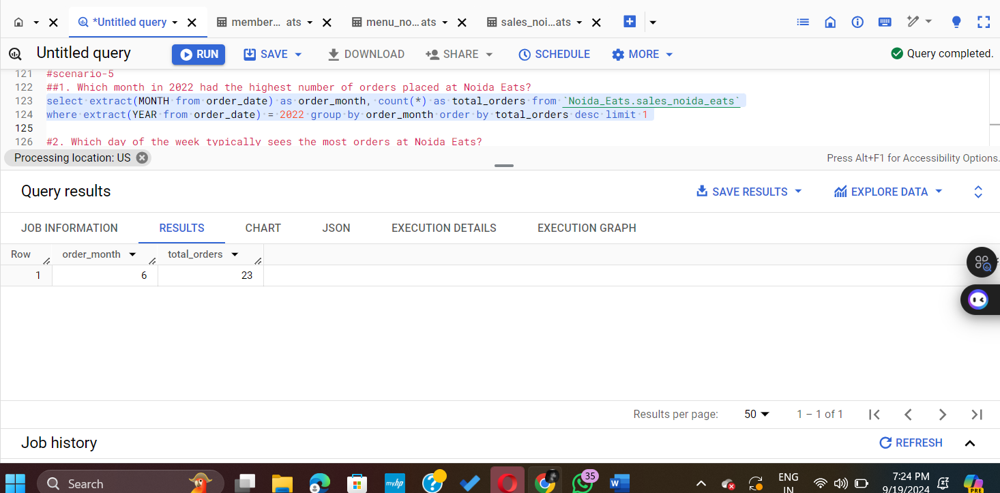 *Untitled query
member... ats
menu_no... ats
sales_noi...ats
Untitled query
RUN
SAVE
DOWNLOAD
SHARE
SCHEDULE
MORE
Query completed.
121 #scenario-5
122 ##1. Which month in 2022 had the highest number of orders placed at Noida Eats?
123 select extract(MONTH from order_date) as order_month, count(*) as total_orders from `Noida_Eats.sales_noida_eats`
124 where extract(YEAR from order_date) = 2022 group by order_month order by total_orders desc limit 1
125
126 #2. Which day of the week typically sees the most orders at Noida Eats?
Processing location: US
Press Alt+F1 for Accessibility Options.
Query results
SAVE RESULTS
EXPLORE DATA
JOB INFORMATION
RESULTS
CHART
JSON
EXECUTION DETAILS
EXECUTION GRAPH
Row order_month total_orders
1 6 23
Results per page: 50 1 – 1 of 1
Job history
REFRESH
Search
myhp
35
W
ENG
IN
7:24 PM
9/19/2024
PRE